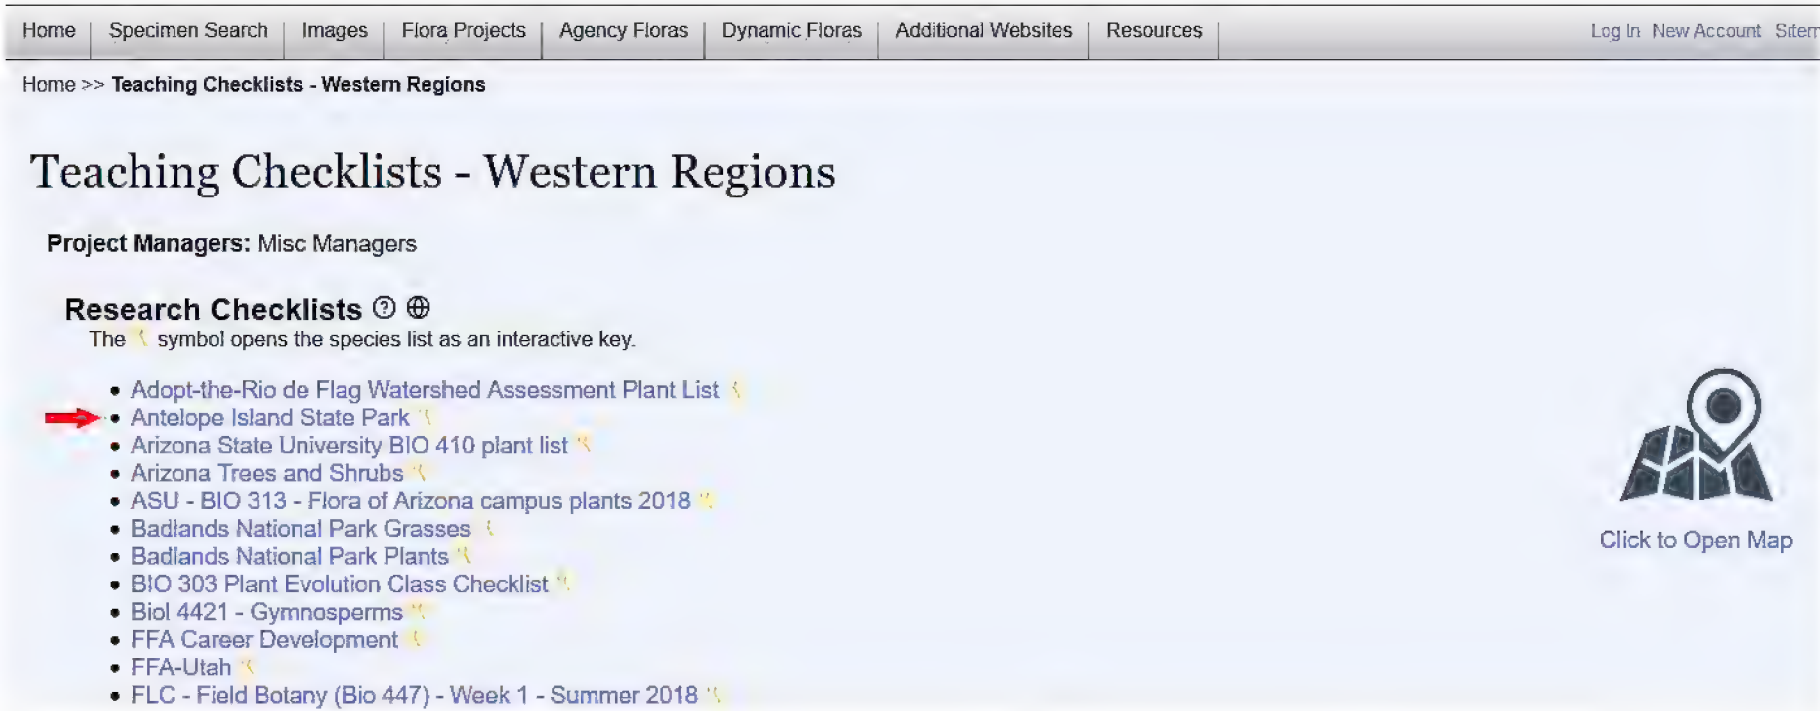 Home Specimen Search Images Flora Projects Agency Floras Dynamic Floras Additional Websites Resources Log In New Account
Home >> Teaching Checklists - Western Regions
Teaching Checklists - Western Regions
Project Managers: Misc Managers
Research Checklists ?
The symbol opens the species list as an interactive key.
• Adopt-the-Rio de Flag Watershed Assessment Plant List
• Antelope Island State Park
• Arizona State University BIO 410 plant list
• Arizona Trees and Shrubs
• ASU - BIO 313 - Flora of Arizona campus plants 2018
• Badlands National Park Grasses
• Badlands National Park Plants
Click to Open Map
• BIO 303 Plant Evolution Class Checklist
• Biol 4421 - Gymnosperms
• FFA Career Development
• FFA-Utah
• FLC - Field Botany (Bio 447) - Week 1 - Summer 2018